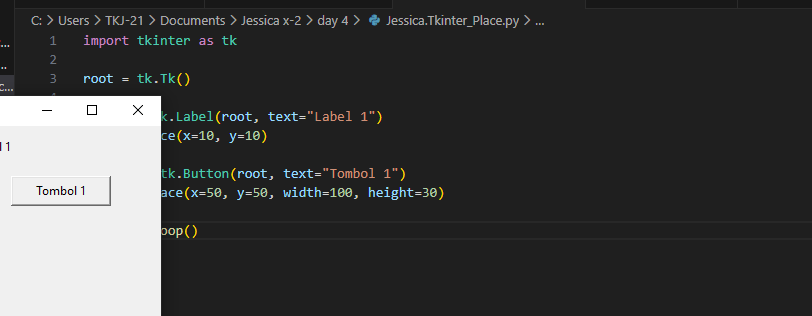 C: > Users > TKJ-21 > Documents > Jessica x-2 > day 4 > Jessica.Tkinter_Place.py > ...
1 import tkinter as tk
2
3 root = tk.Tk()
k.Label(root, text="Label 1")
ce(x=10, y=10)
tk.Button(root, text="Tombol 1")
ace(x=50, y=50, width=100, height=30)
oop()
l 1
Tombol 1